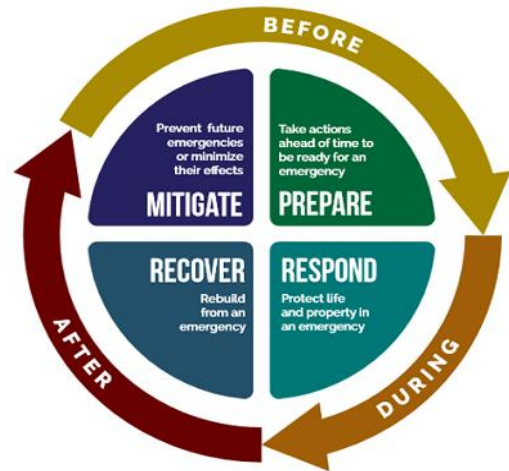 BEFORE
Prevent future
emergencies
or minimize
their effects
MITIGATE
Take actions
ahead of time to
be ready for an
emergency
PREPARE
RECOVER
Rebuild
from an
emergency
RESPOND
Protect life
and property in
an emergency
AFTER
DURING